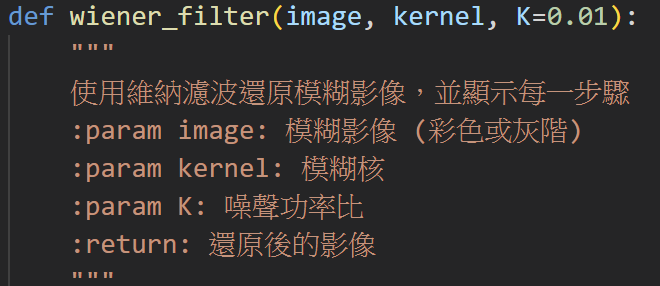 def wiener_filter(image, kernel, K=0.01):
"""
使用維納濾波還原模糊影像，並顯示每一步驟
:param image: 模糊影像 (彩色或灰階)
:param kernel: 模糊核
:param K: 噪聲功率比
:return: 還原後的影像
"""